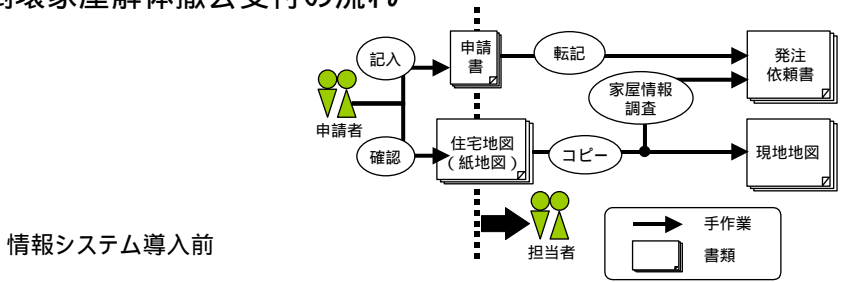 家屋解体撤去受付の流れ
記入
申請
書
転記
発注
依頼書
家屋情報
調査
申請者
確認
住宅地図
(紙地図)
コピー
現地地図
担当者
手作業
書類
情報システム導入前